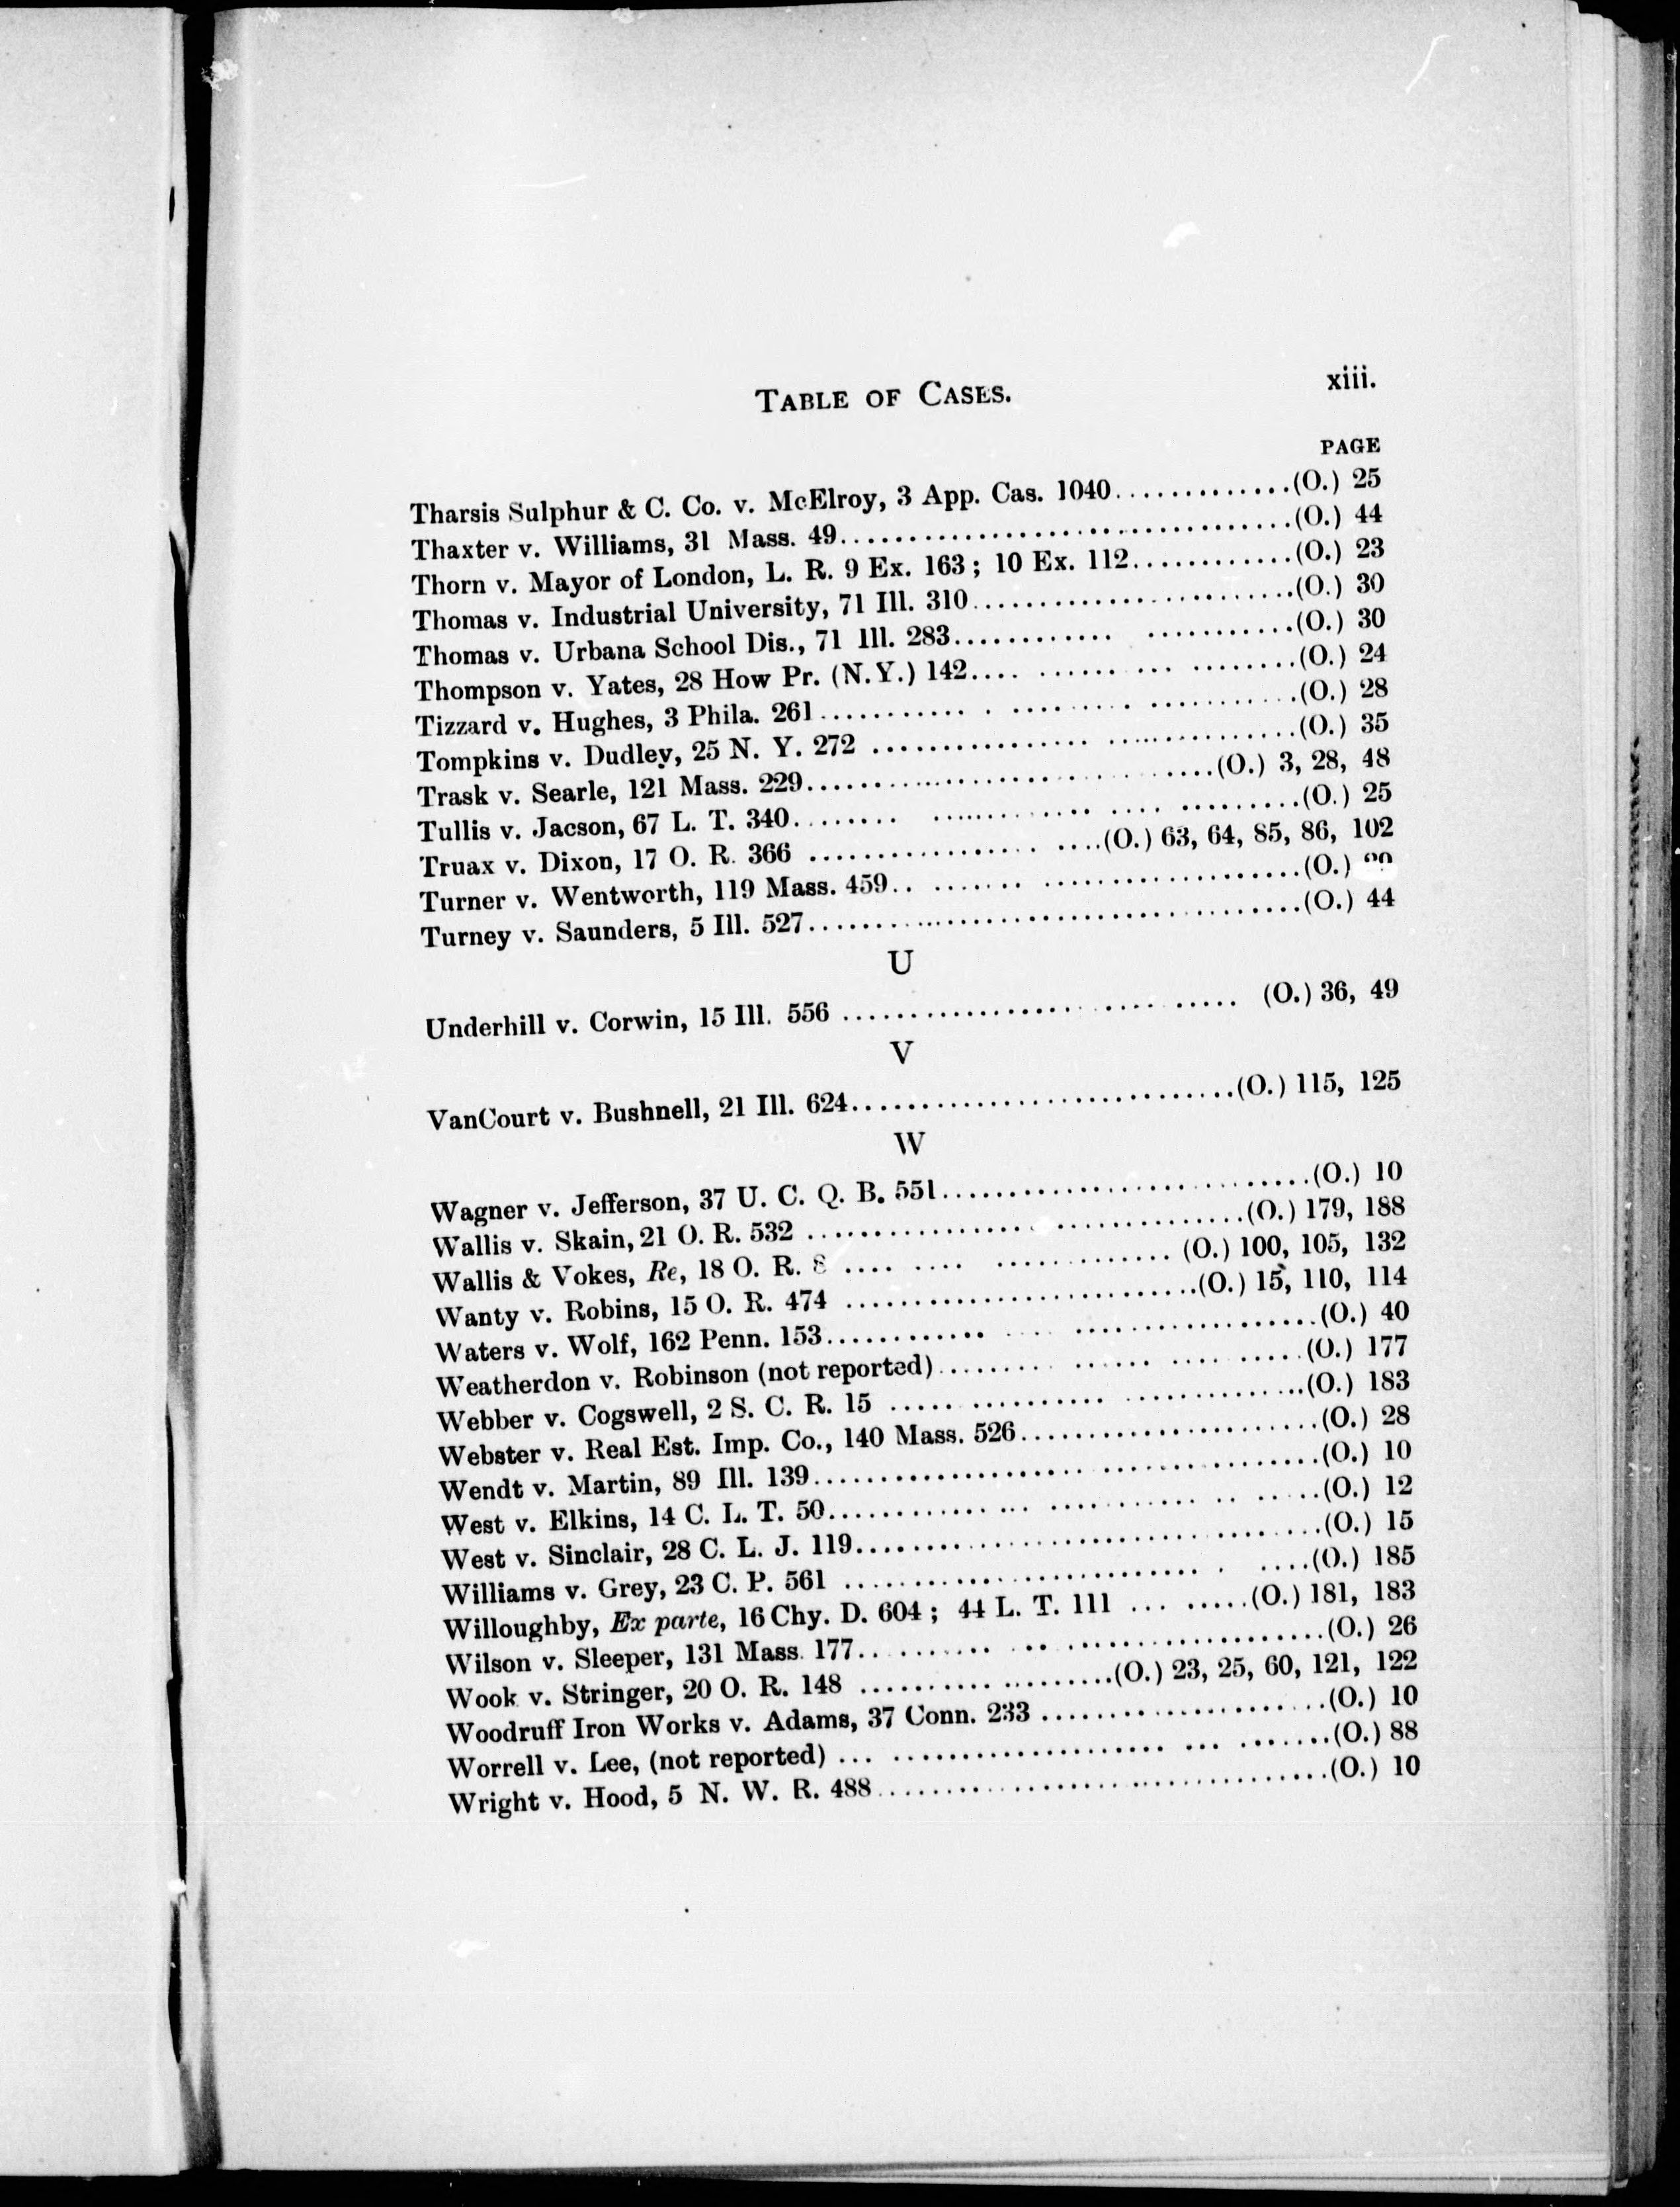 TABLE OF CASES. xiii.
PAGE
Tharsis Sulphur & C. Co. v. McElroy, 3 App. Cas. 1040.............(O.) 25
Thaxter v. Williams, 31 Mass. 49.................................(O.) 44
Thorn v. Mayor of London, L. R. 9 Ex. 163; 10 Ex. 112............(O.) 23
Thomas v. Industrial University, 71 Ill. 310........................(O.) 30
Thomas v. Urbana School Dis., 71 Ill. 283............ ...........(O.) 30
Thompson v. Yates, 28 How Pr. (N.Y.) 142.... ...... ... ........(O.) 24
Tizzard v. Hughes, 3 Phila. 261........... . ......... ...........(O.) 28
Tompkins v. Dudley, 25 N. Y. 272 ................ ..............(O.) 35
Trask v. Searle, 121 Mass. 229..............................(O.) 3, 28, 48
Tullis v. Jacson, 67 L. T. 340........ ............ .... .........(O.) 25
Truax v. Dixon, 17 O. R. 366 ................. ....(O.) 63, 64, 85, 86, 102
Turner v. Wentworth, 119 Mass. 459.. ....... ...................(O.)
Turney v. Saunders, 5 Ill. 527....................................(O.) 44
U
Underhill v. Corwin, 15 Ill. 556 ....................... ..... (O.) 36, 49
V
VanCourt v. Bushnell, 21 Ill. 624.............................(O.) 115, 125
W
Wagner v. Jefferson, 37 U. C. Q. B. 551...........................(O.) 10
Wallis v. Skain, 21 O. R. 532 ................. ..............(O.) 179, 188
Wallis & Vokes, Re, 18 O. R. 8 .... .... ............. (O.) 100, 105, 132
Wanty v. Robins, 15 O. R. 474 ..........................(O.) 15, 110, 114
Waters v. Wolf, 162 Penn. 153............ .... ..................(O.) 40
Weatherdon v. Robinson (not reported)......... ...... .... .....(O.) 177
Webber v. Cogswell, 2 S. C. R. 15 ..... .......... .............(O.) 183
Webster v. Real Est. Imp. Co., 140 Mass. 526......................(O.) 28
Wendt v. Martin, 89 Ill. 139.....................................(O.) 10
West v. Elkins, 14 C. L. T. 50............ ... ........... .. .....(O.) 12
West v. Sinclair, 28 C. L. J. 119..................................(O.) 15
Williams v. Grey, 23 C. P. 561 .......................... . ....(O.) 185
Willoughby, Ex parte, 16 Chy. D. 604; 44 L. T. 111 ... .....(O.) 181, 183
Wilson v. Sleeper, 131 Mass. 177.......... .. ...................(O.) 26
Wook v. Stringer, 20 O. R. 148 .......... .........(O.) 23, 25, 60, 121, 122
Woodruff Iron Works v. Adams, 37 Conn. 233 .....................(O.) 10
Worrell v. Lee, (not reported) ... .................... ... .......(O.) 88
Wright v. Hood, 5 N. W. R. 488.................................(O.) 10